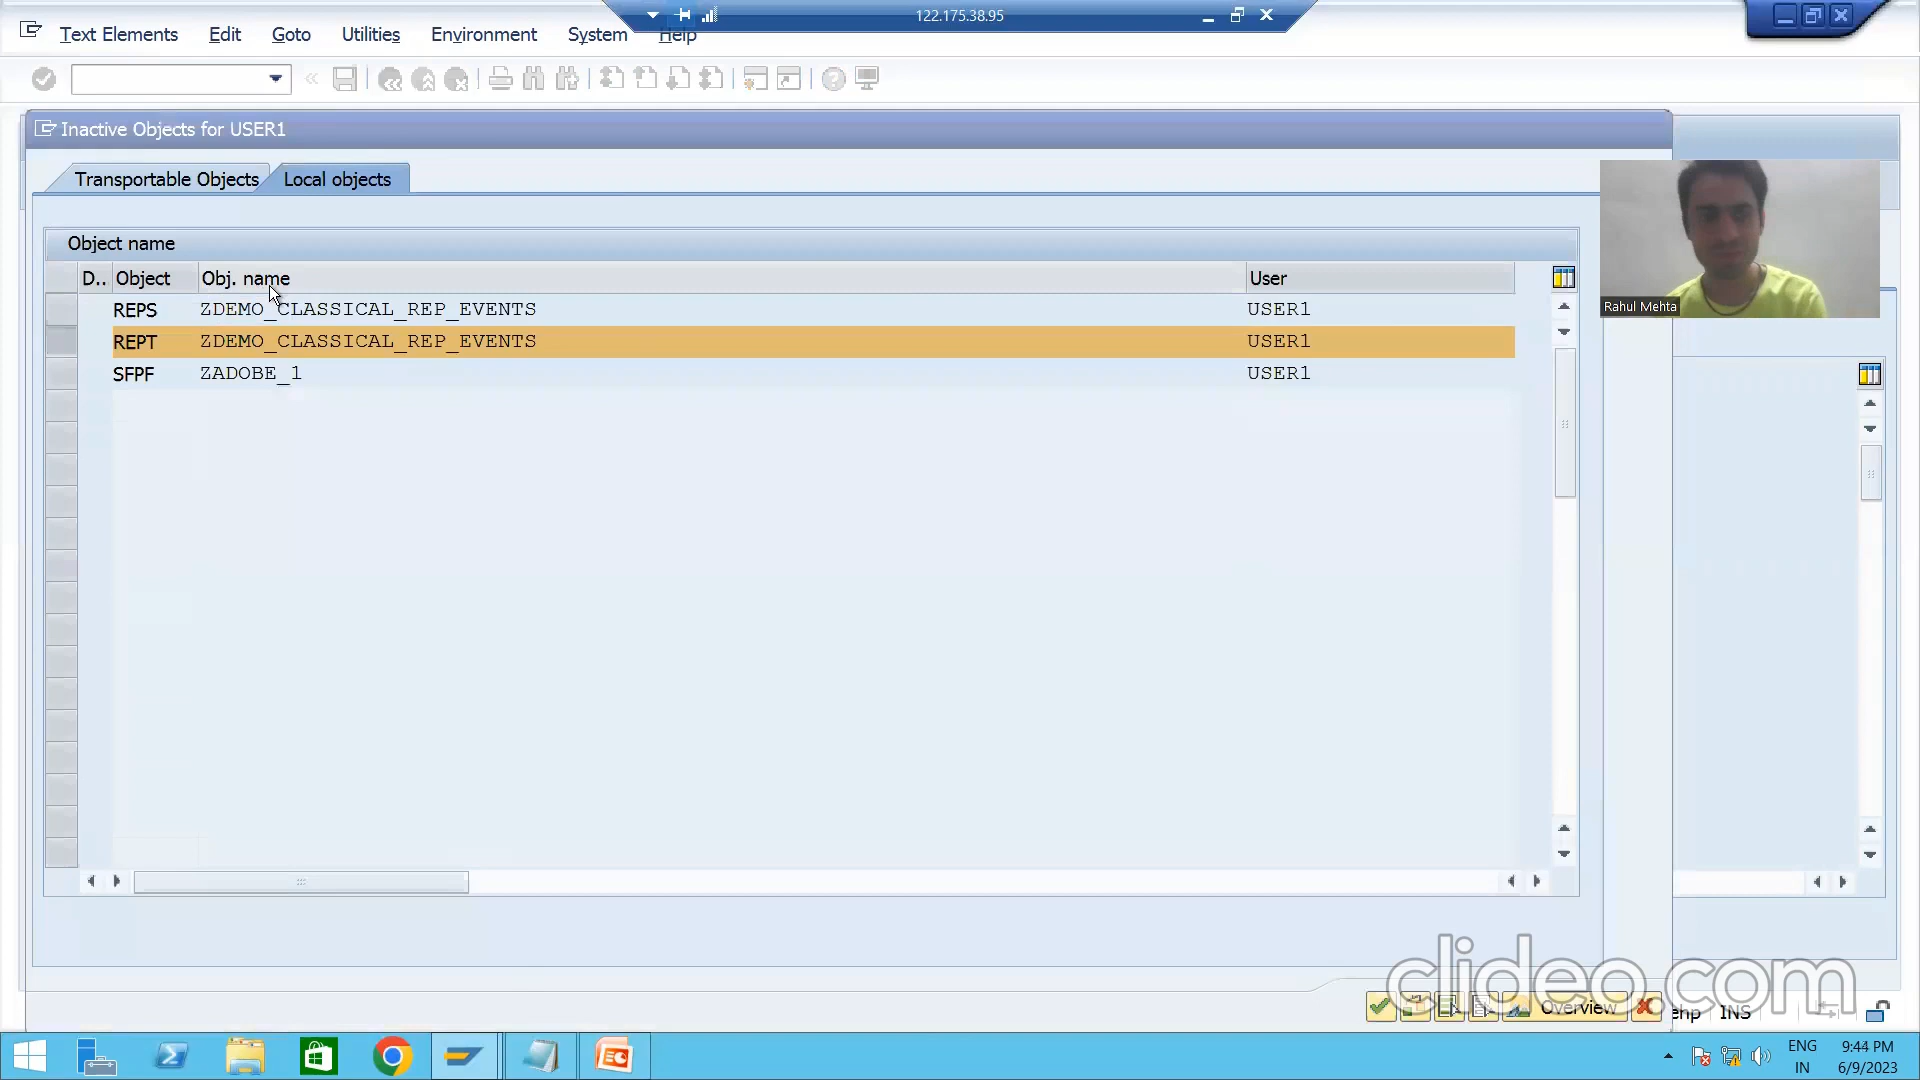 122.175.38.95
Text Elements Edit Goto Utilities Environment System Help
Inactive Objects for USER1
Transportable Objects Local objects
Object name
D.. Object Obj. name User
REPS ZDEMO_CLASSICAL_REP_EVENTS USER1
REPT ZDEMO_CLASSICAL_REP_EVENTS USER1
SFPF ZADOBE_1 USER1
Rahul Mehta
clideo.com
Overview
ehp INS
ENG 9:44 PM
IN 6/9/2023